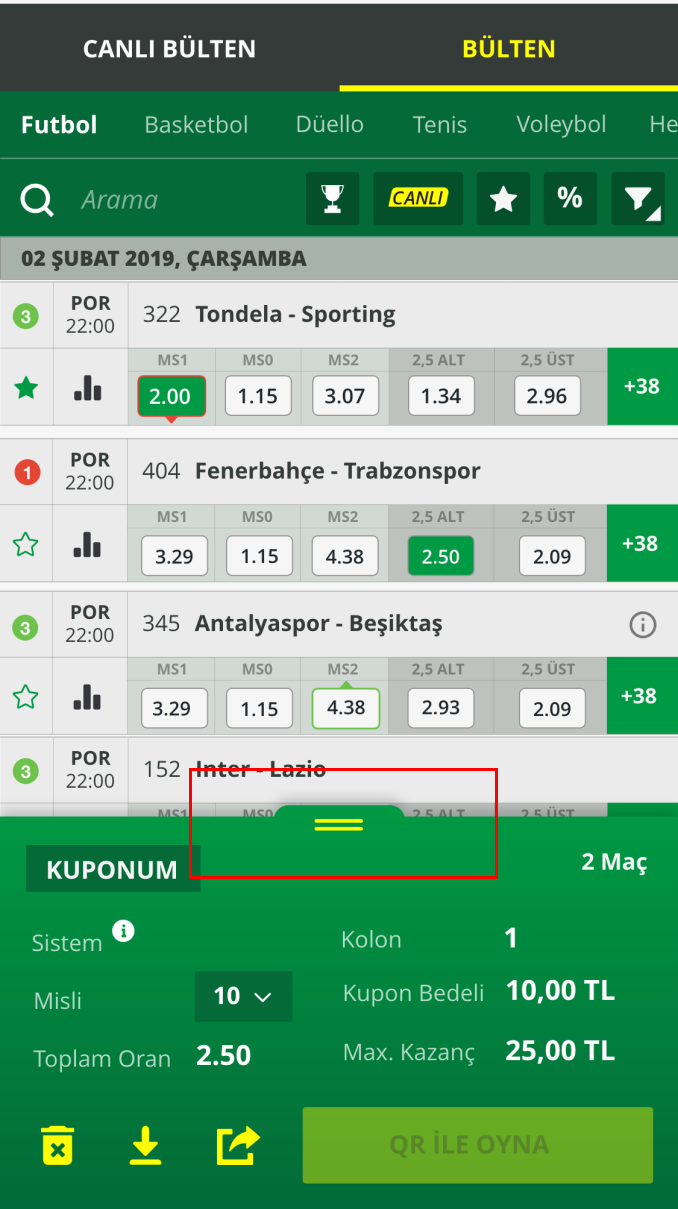 CANLI BÜLTEN BÜLTEN
Futbol Basketbol Düello Tenis Voleybol He
Arama CANLI %
02 ŞUBAT 2019, ÇARŞAMBA
3 POR 22:00 322 Tondela - Sporting
MS1 MS0 MS2 2,5 ALT 2,5 ÜST
2.00 1.15 3.07 1.34 2.96 +38
1 POR 22:00 404 Fenerbahçe - Trabzonspor
MS1 MS0 MS2 2,5 ALT 2,5 ÜST
3.29 1.15 4.38 2.50 2.09 +38
3 POR 22:00 345 Antalyaspor - Beşiktaş
MS1 MS0 MS2 2,5 ALT 2,5 ÜST
3.29 1.15 4.38 2.93 2.09 +38
3 POR 22:00 152 Inter - Lazio
MS1 MS0 2,5 ALT 2,5 ÜST
KUPONUM 2 Maç
Sistem Kolon 1
Misli 10 Kupon Bedeli 10,00 TL
Toplam Oran 2.50 Max. Kazanç 25,00 TL
QR İLE OYNA